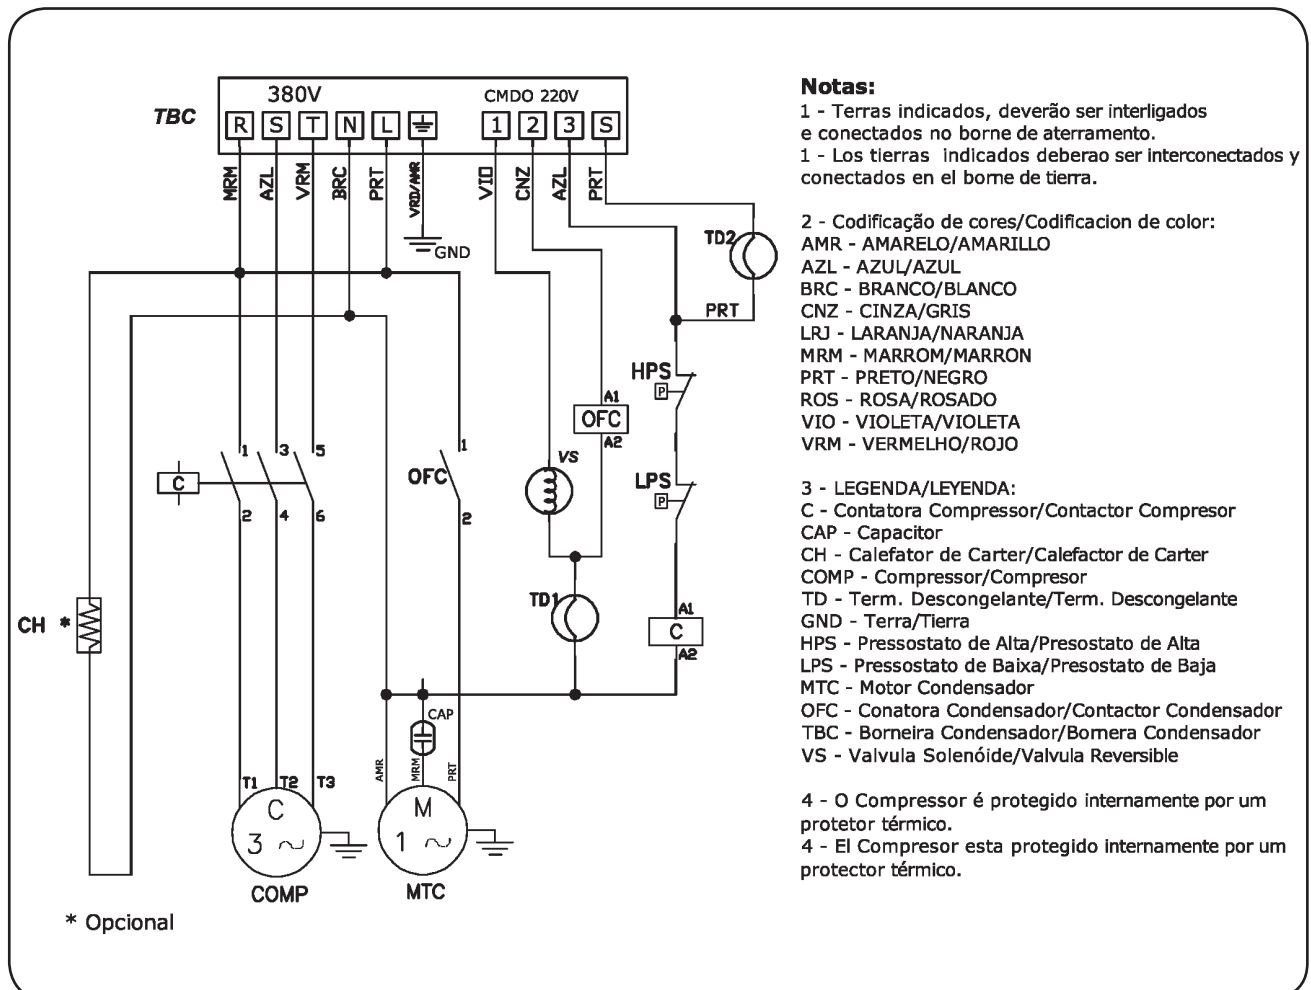 380V
CMDO 220V
TBC
R S T N L 1 2 3 S
MRM
AZL
VRM
BRC
PRT
VRD/AMR
VIO
CNZ
AZL
PRT
GND
TD2
PRT
HPS
P
A1
OFC
A2
1
3
5
1
VS
OFC
LPS
P
C
2
4
6
2
TD1
A1
C
A2
CH *
CAP
AMR
MRM
PRT
T1
T2
T3
C
3 ~
M
1 ~
COMP
MTC
* Opcional
Notas:
1 - Terras indicados, deverão ser interligados
e conectados no borne de aterramento.
1 - Los tierras indicados deberao ser interconectados y
conectados en el borne de tierra.
2 - Codificação de cores/Codificacion de color:
AMR - AMARELO/AMARILLO
AZL - AZUL/AZUL
BRC - BRANCO/BLANCO
CNZ - CINZA/GRIS
LRJ - LARANJA/NARANJA
MRM - MARROM/MARRON
PRT - PRETO/NEGRO
ROS - ROSA/ROSADO
VIO - VIOLETA/VIOLETA
VRM - VERMELHO/ROJO
3 - LEGENDA/LEYENDA:
C - Contatora Compressor/Contactor Compresor
CAP - Capacitor
CH - Calefator de Carter/Calefactor de Carter
COMP - Compressor/Compresor
TD - Term. Descongelante/Term. Descongelante
GND - Terra/Tierra
HPS - Pressostato de Alta/Presostato de Alta
LPS - Pressostato de Baixa/Presostato de Baja
MTC - Motor Condensador
OFC - Conatora Condensador/Contactor Condensador
TBC - Borneira Condensador/Bornera Condensador
VS - Valvula Solenóide/Valvula Reversible
4 - O Compressor é protegido internamente por um
protetor térmico.
4 - El Compresor esta protegido internamente por um
protector térmico.